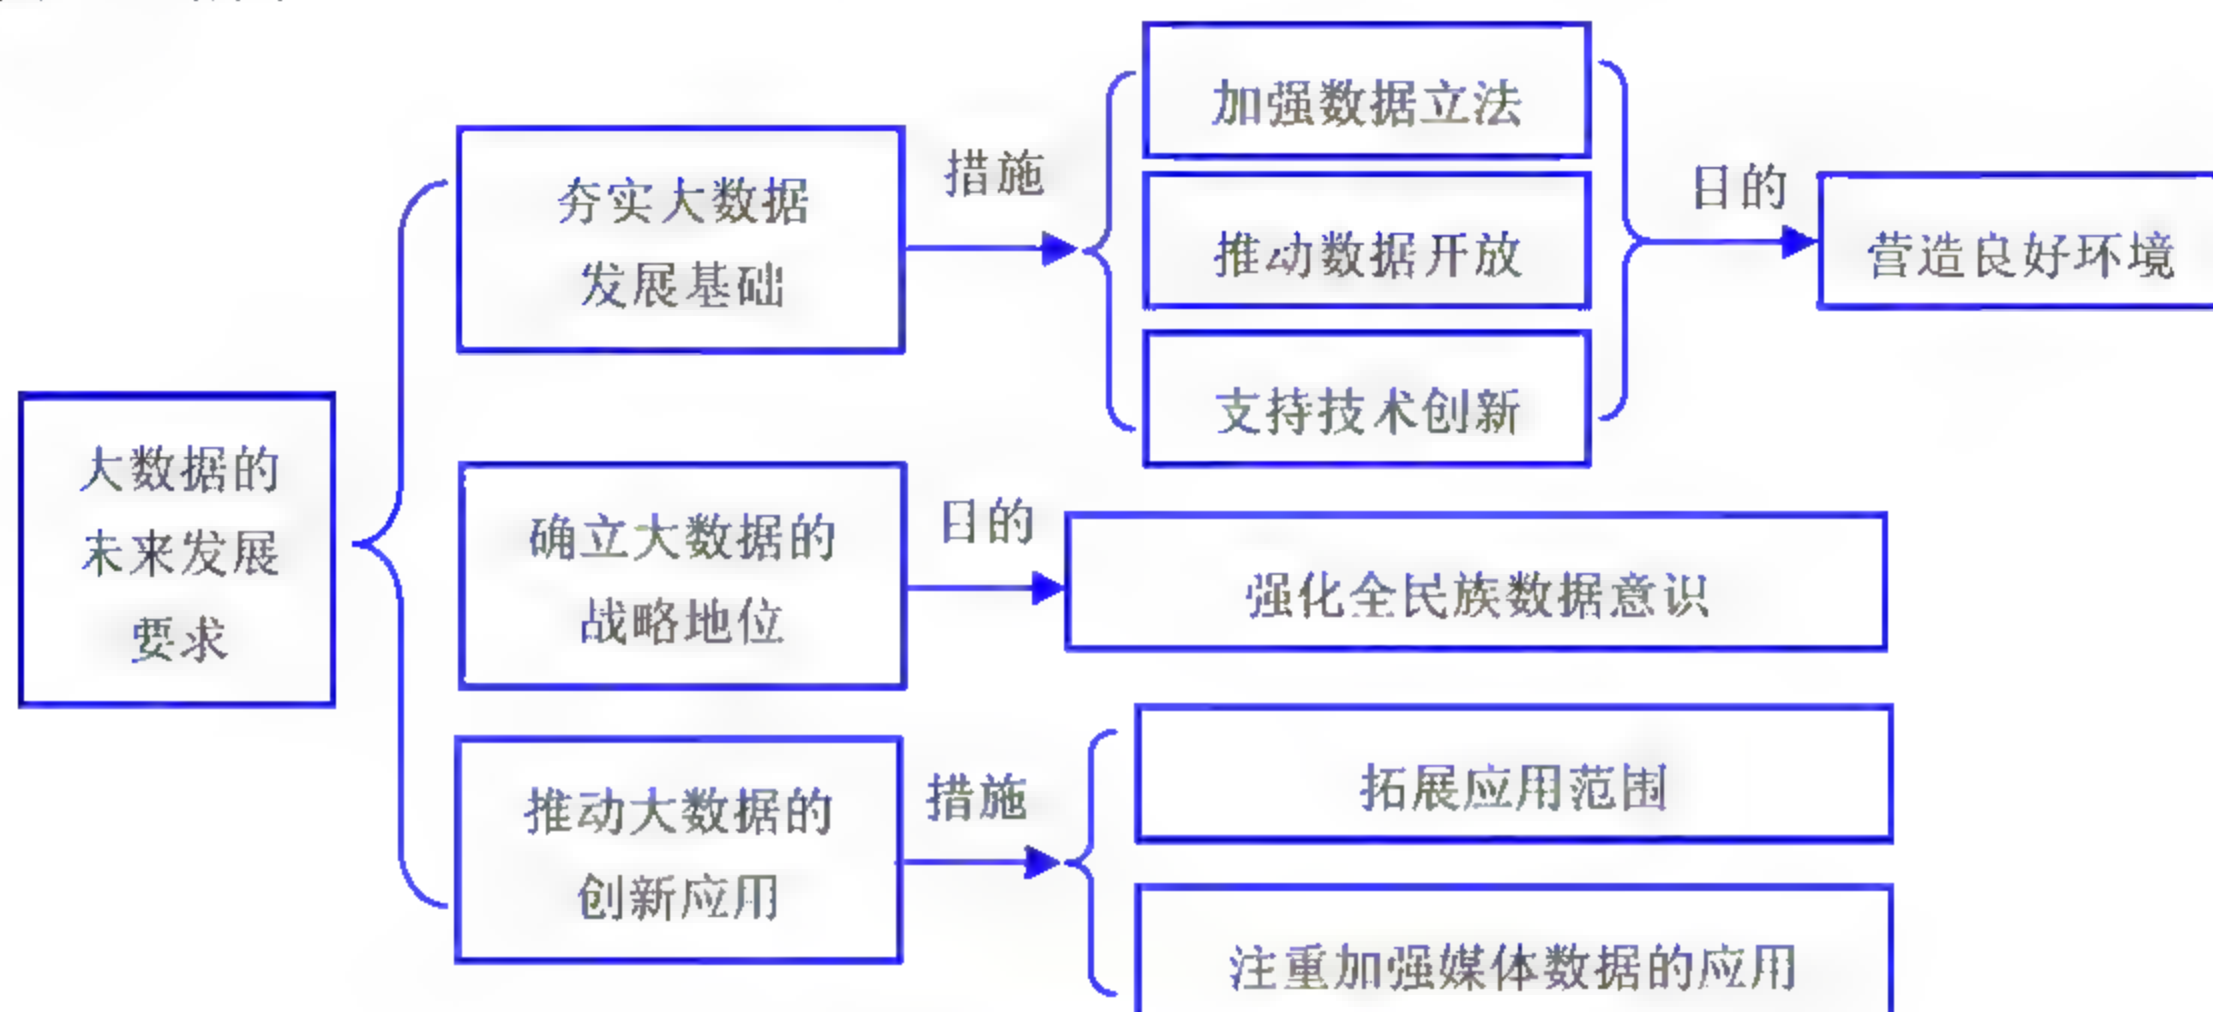 大数据的
未来发展
要求
夯实大数据
发展基础
措施
加强数据立法
推动数据开放
支持技术创新
目的
营造良好环境
确立大数据的
战略地位
目的
强化全民族数据意识
推动大数据的
创新应用
措施
拓展应用范围
注重加强媒体数据的应用